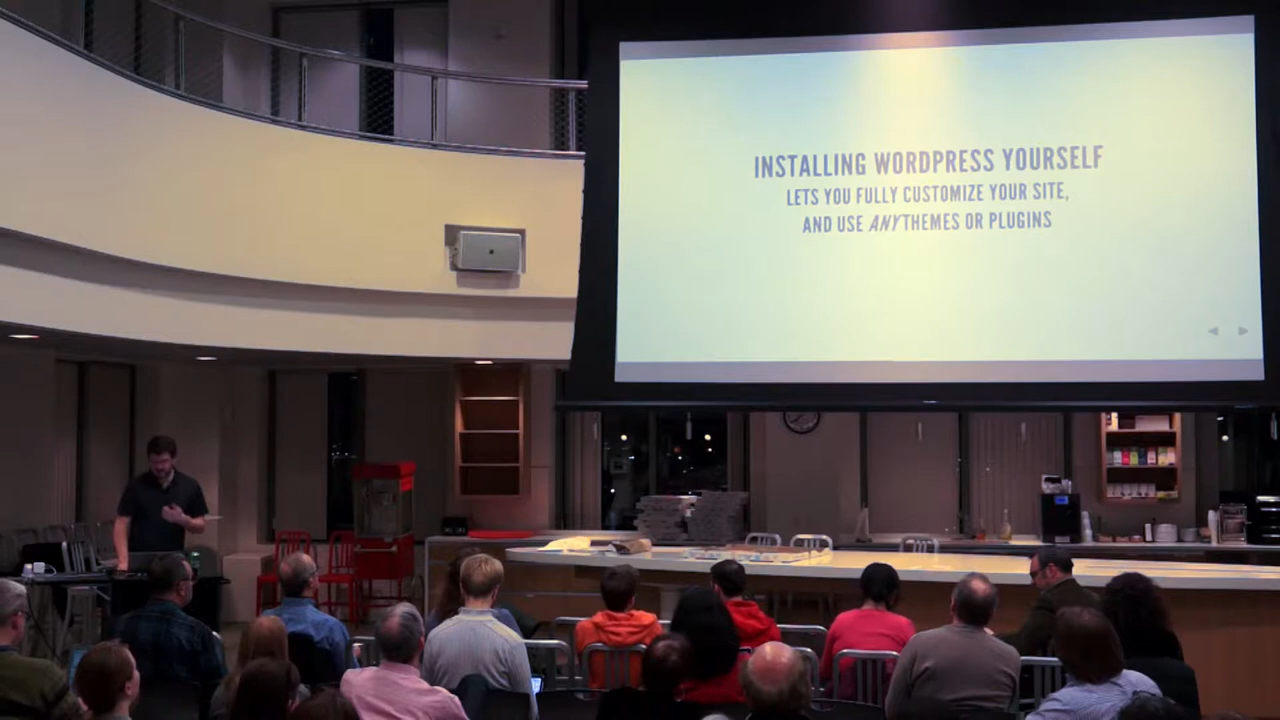 INSTALLING WORDPRESS YOURSELF
LETS YOU FULLY CUSTOMIZE YOUR SITE,
AND USE ANY THEMES OR PLUGINS